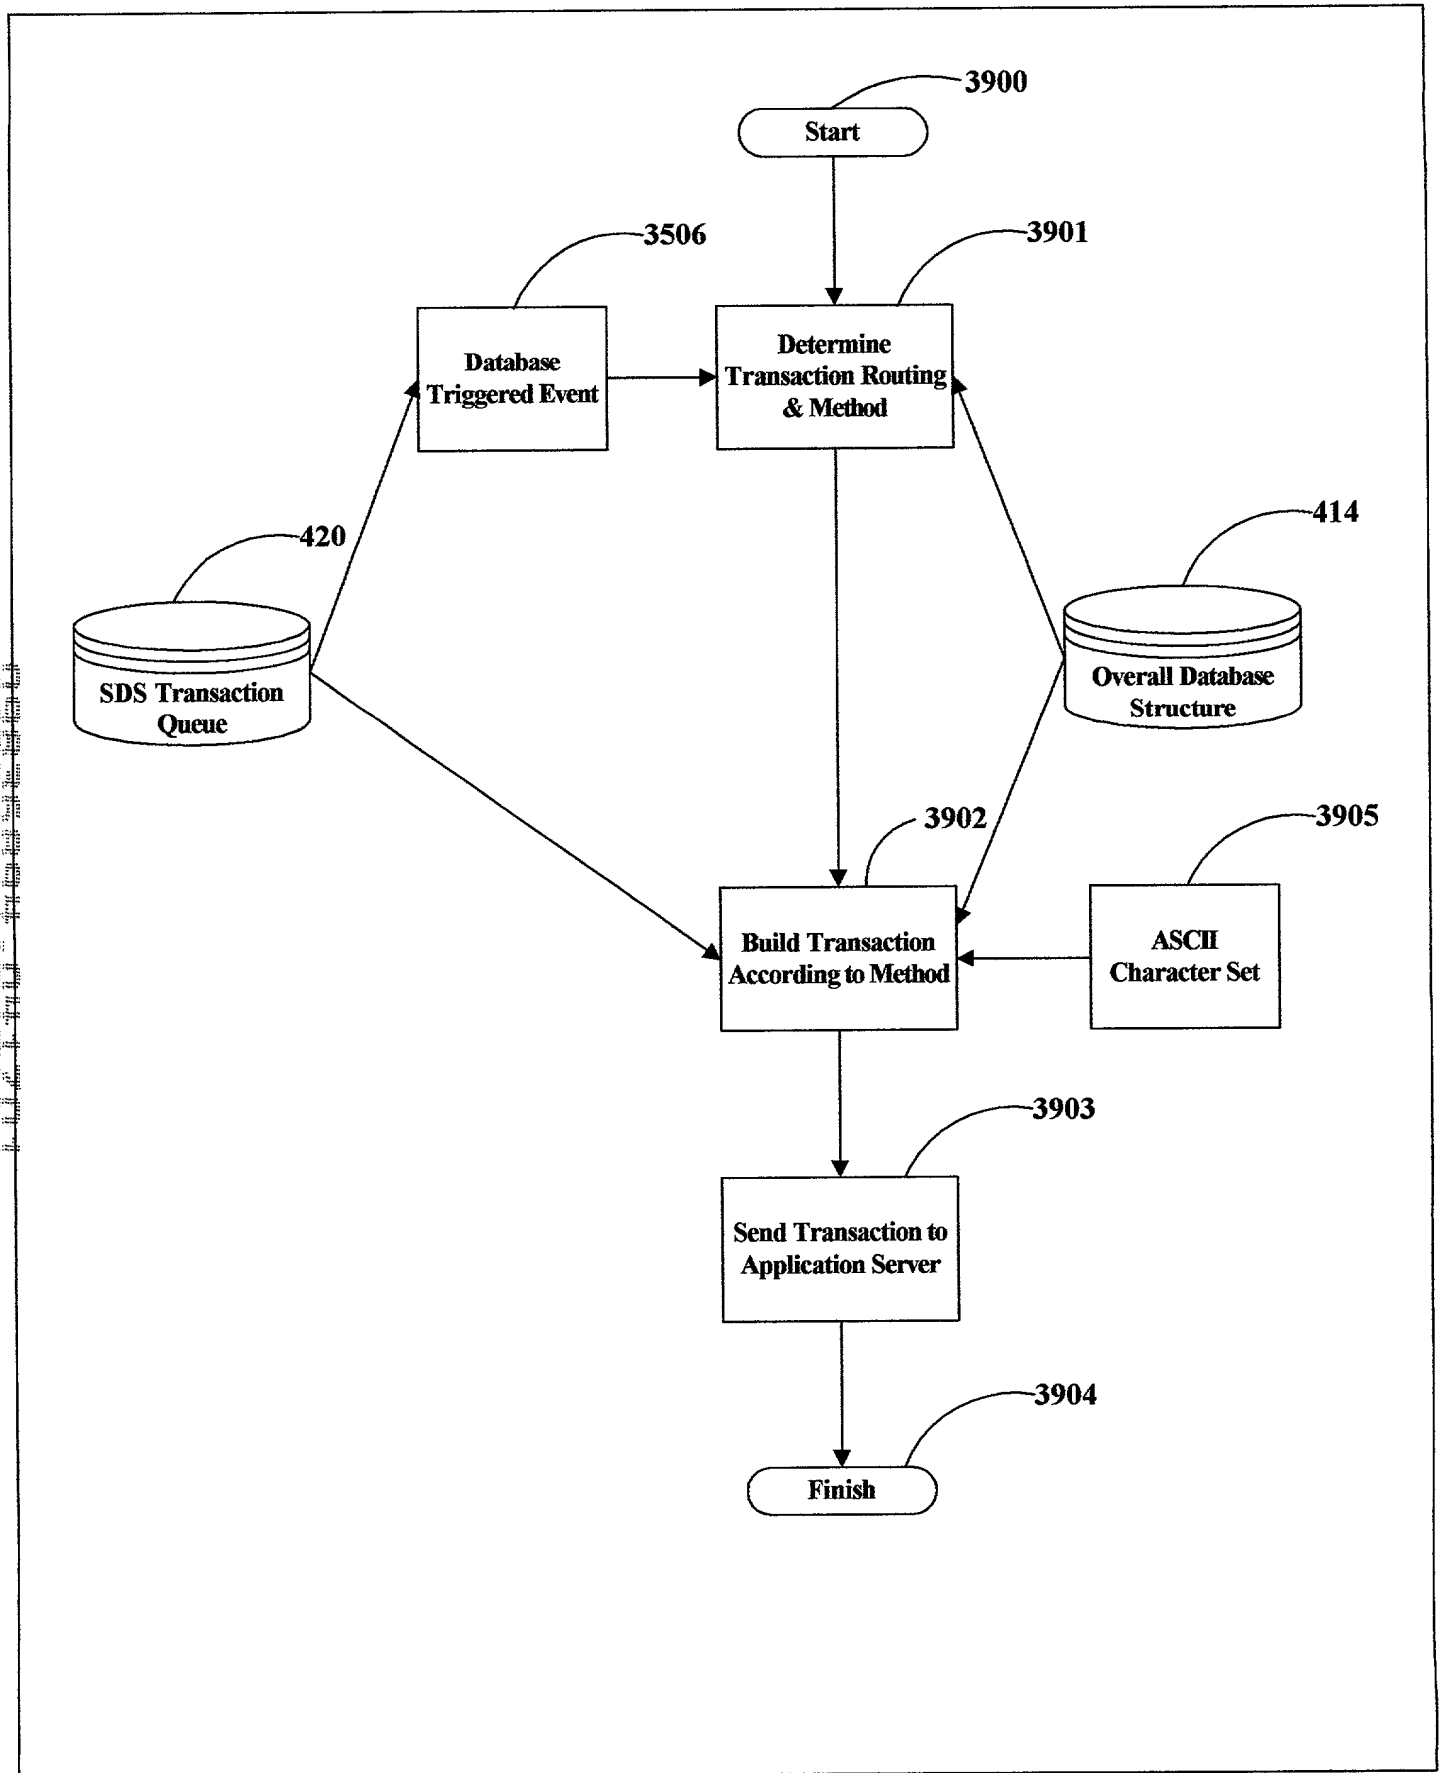 3900
Start
3506
3901
Database
Triggered Event
Determine
Transaction Routing
& Method
420
414
SDS Transaction
Queue
Overall Database
Structure
3902
3905
Build Transaction
According to Method
ASCII
Character Set
3903
Send Transaction to
Application Server
3904
Finish